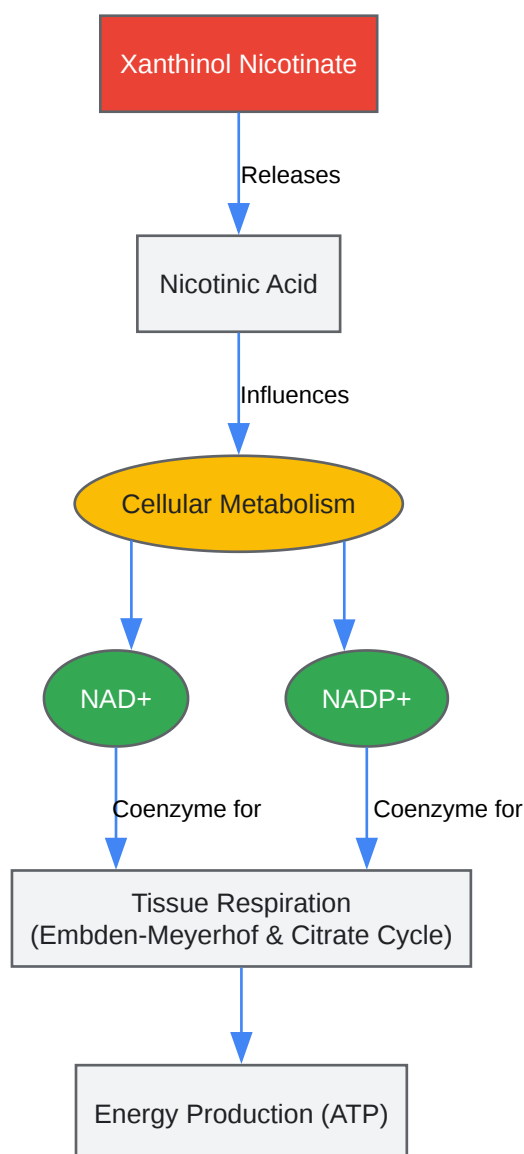 Xanthinol Nicotinate
Releases
Nicotinic Acid
Influences
Cellular Metabolism
NAD+
NADP+
Coenzyme for
Coenzyme for
Tissue Respiration
(Embden-Meyerhof & Citrate Cycle)
Energy Production (ATP)